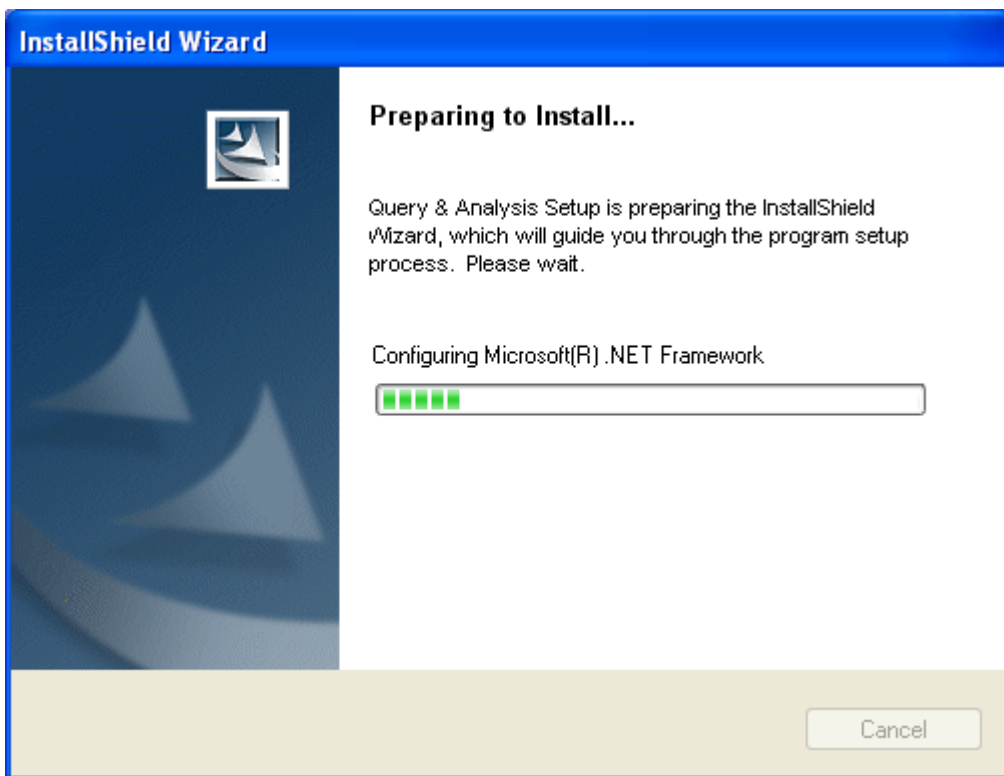 InstallShield Wizard
Preparing to Install...
Query & Analysis Setup is preparing the InstallShield
Wizard, which will guide you through the program setup
process. Please wait.
Configuring Microsoft(R) .NET Framework
Cancel